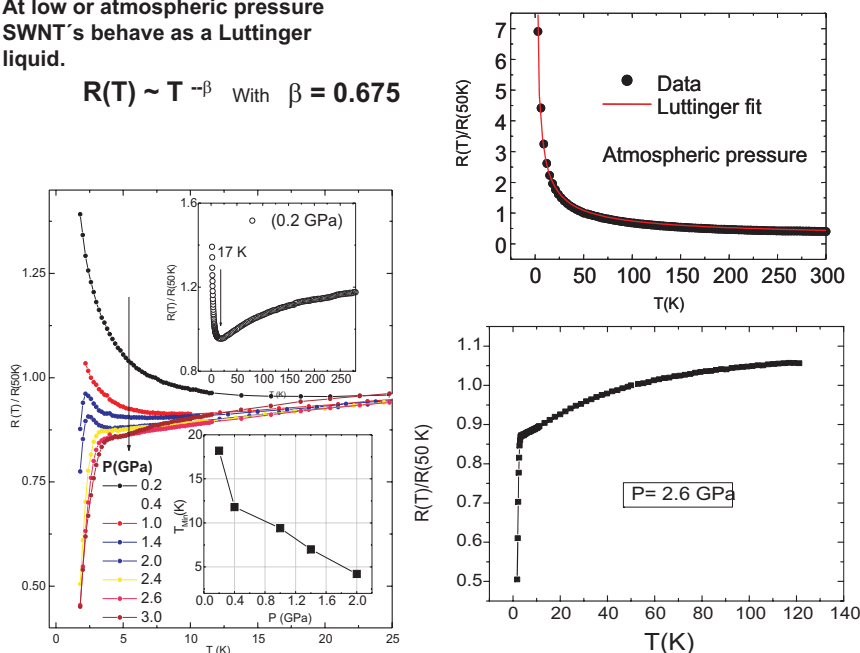 At low or atmospheric pressure
SWNT´s behave as a Luttinger
liquid.
R(T) ~ T --β With β = 0.675
7
6
5
4
3
2
1
0
R(T)/R(50K)
Data
Luttinger fit
Atmospheric pressure
0 50 100 150 200 250 300
T(K)
1.25
1.00
0.75
0.50
R (T) / R(50K)
1.6
1.2
0.8
R(T) / R(50K)
(0.2 GPa)
17 K
0 50 100 150 200 250
T (K)
P(GPa)
0.2
0.4
1.0
1.4
2.0
2.4
2.6
3.0
20
15
10
5
TMin(K)
0.0 0.4 0.8 1.2 1.6 2.0
P (GPa)
0 5 10 15 20 25
T (K)
1.1
1.0
0.9
0.8
0.7
0.6
0.5
R(T)/R(50 K)
P= 2.6 GPa
0 20 40 60 80 100 120 140
T(K)